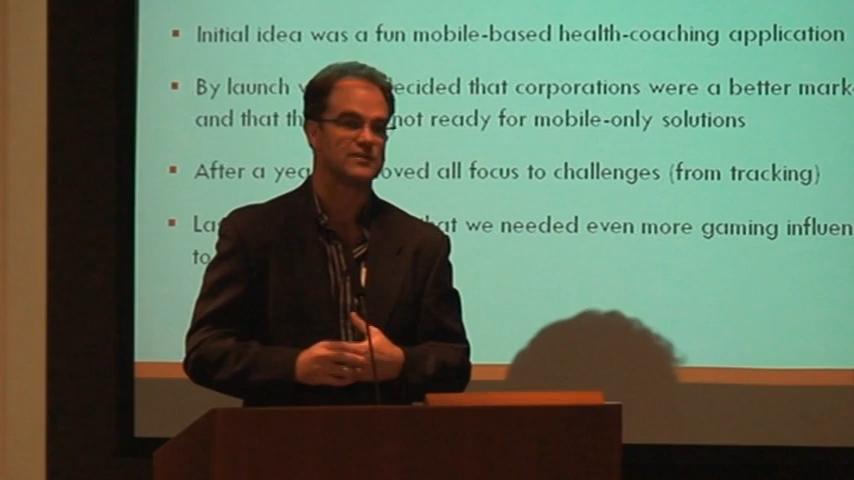 Initial idea was a fun mobile-based health-coaching application
By launch decided that corporations were a better mark
and that th not ready for mobile-only solutions
After a yea oved all focus to challenges (from tracking)
La hat we needed even more gaming influen
to